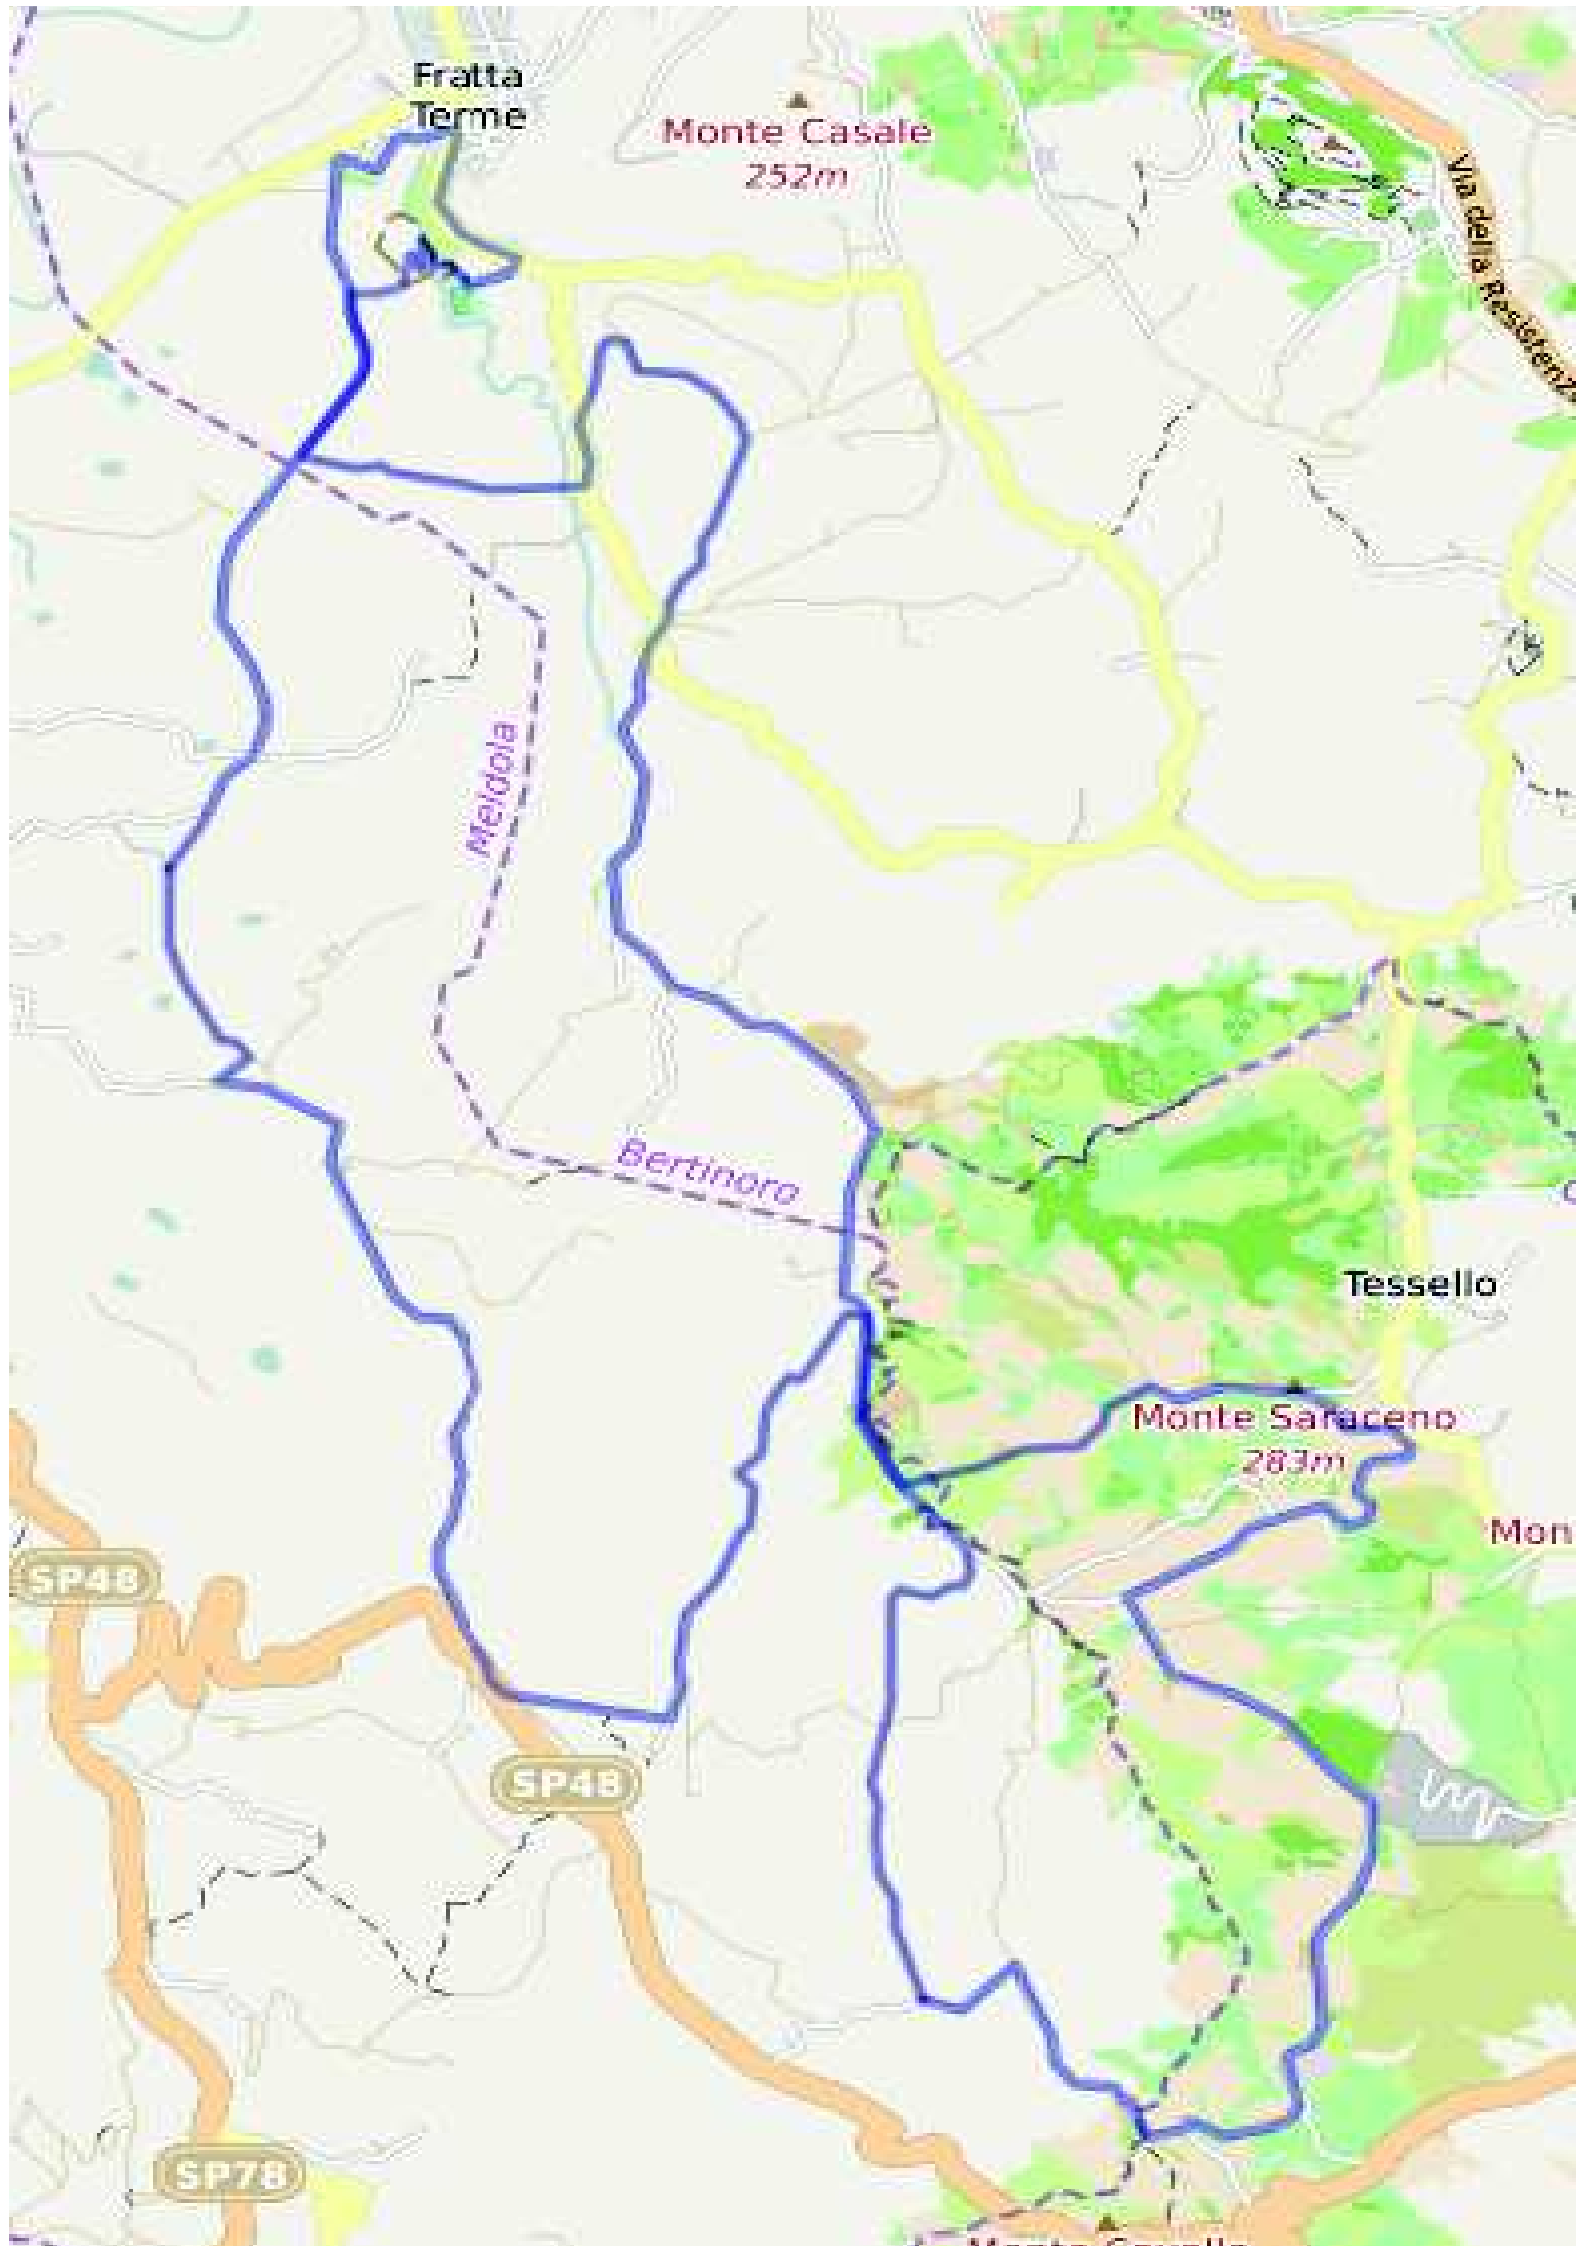 Fratta
Terme
Monte Casale
252m
Via della Resistenza
Meldola
Bertinoro
Tessello
Monte Saraceno
283m
Mon
SP48
SP48
SP78